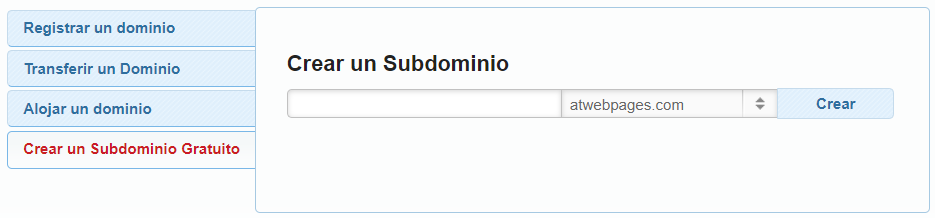 Registrar un dominio
Transferir un Dominio
Alojar un dominio
Crear un Subdominio Gratuito
Crear un Subdominio
atwebpages.com
Crear